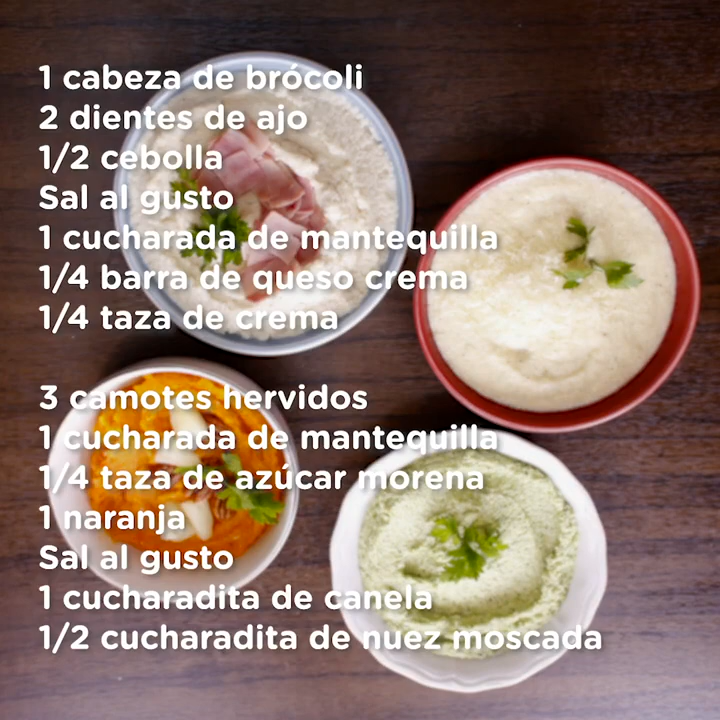 1 cabeza de brócoli
2 dientes de ajo
1/2 cebolla
Sal al gusto
1 cucharada de mantequilla
1/4 barra de queso crema
1/4 taza de crema
3 camotes hervidos
1 cucharada de mantequilla
1/4 taza de azúcar morena
1 naranja
Sal al gusto
1 cucharadita de canela
1/2 cucharadita de nuez moscada